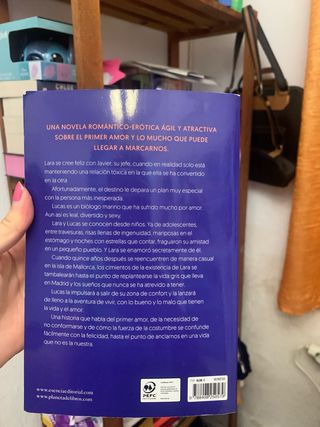 UNA NOVELA ROMÁNTICO-ERÓTICA ÁGIL Y ATRACTIVA
SOBRE EL PRIMER AMOR Y LO MUCHO QUE PUEDE
LLEGAR A MARCARNOS.
Lara se cree feliz con Javier, su jefe, cuando en realidad solo está
manteniendo una relación tóxica en la que ella se ha convertido
en la otra.
Afortunadamente, el destino le depara un plan muy especial
con la persona más inesperada.
Lucas es un biólogo marino que ha sufrido mucho por amor.
Aun así es leal, divertido y sexy.
Lara y Lucas se conocen desde niños. Ya de adolescentes,
entre travesuras, risas llenas de ingenuidad, mariposas en el
estómago y noches con estrellas que contar, fraguaron su amistad
en un pequeño pueblo. Y Lara se enamoró secretamente de él.
Cuando quince años después se reencuentren de manera casual
en la isla de Mallorca, los cimientos de la existencia de Lara se
tambalearán hasta el punto de replantearse la vida gris que lleva
en Madrid y los sueños que nunca se ha atrevido a tener.
Lucas la impulsará a salir de su zona de confort y la lanzará
de lleno a la aventura de vivir, con lo bueno y lo malo que tienen
la vida y el amor.
Una historia que habla del primer amor, de la necesidad de
no conformarse y de cómo la fuerza de la costumbre se confunde
fácilmente con la felicidad, hasta el punto de anclarnos en una vida
que no es la nuestra.
www.esenciaeditorial.com
www.planetadelibros.com
PEFC